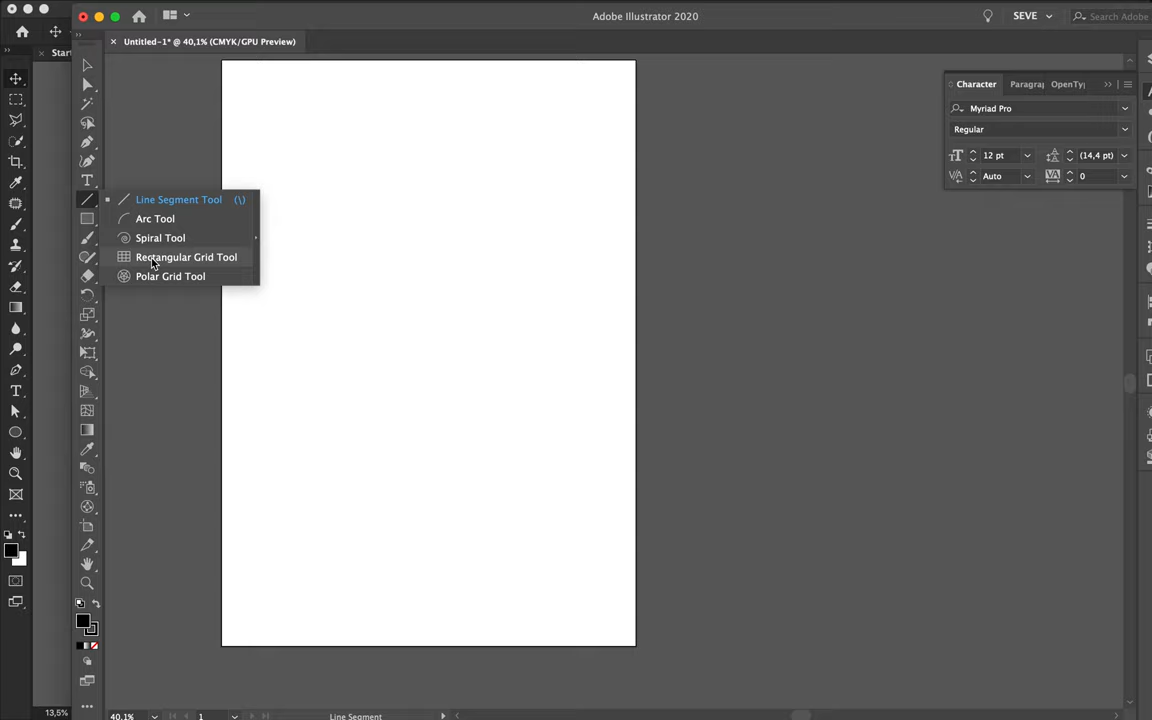 Adobe Illustrator 2020
SEVE
Search Adobe
Untitled-1* @ 40,1% (CMYK/GPU Preview)
Start
Character
Paragraph
OpenTy
Myriad Pro
Regular
12 pt
(14,4 pt)
Auto
0
Line Segment Tool (\)
Arc Tool
Spiral Tool
Rectangular Grid Tool
Polar Grid Tool
13,5%
40,1%
1
Line Segment